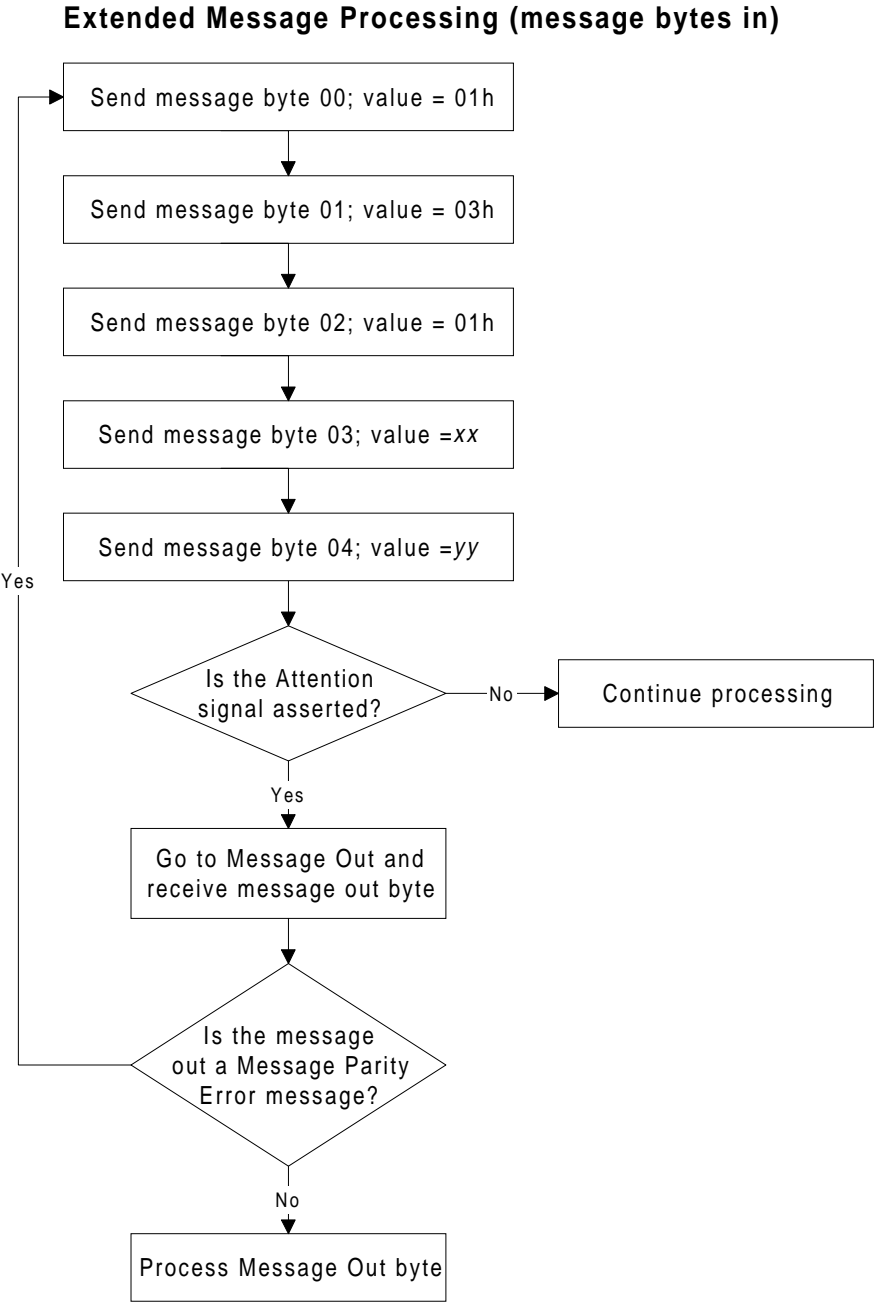 Extended Message Processing (message bytes in)
Send message byte 00; value = 01h
Send message byte 01; value = 03h
Send message byte 02; value = 01h
Send message byte 03; value =xx
Send message byte 04; value =yy
Yes
Is the Attention
signal asserted?
No
Continue processing
Yes
Go to Message Out and
receive message out byte
Is the message
out a Message Parity
Error message?
No
Process Message Out byte